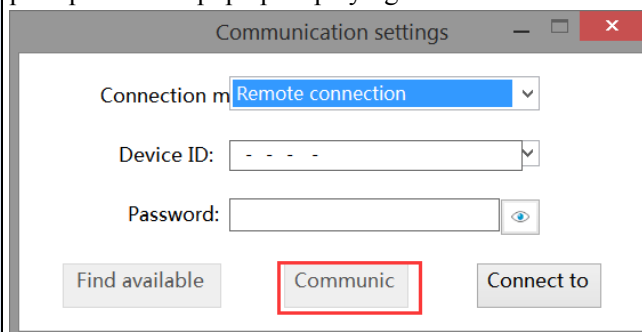 Communication settings
Connection m Remote connection
Device ID: - - - -
Password:
Find available Communic Connect to